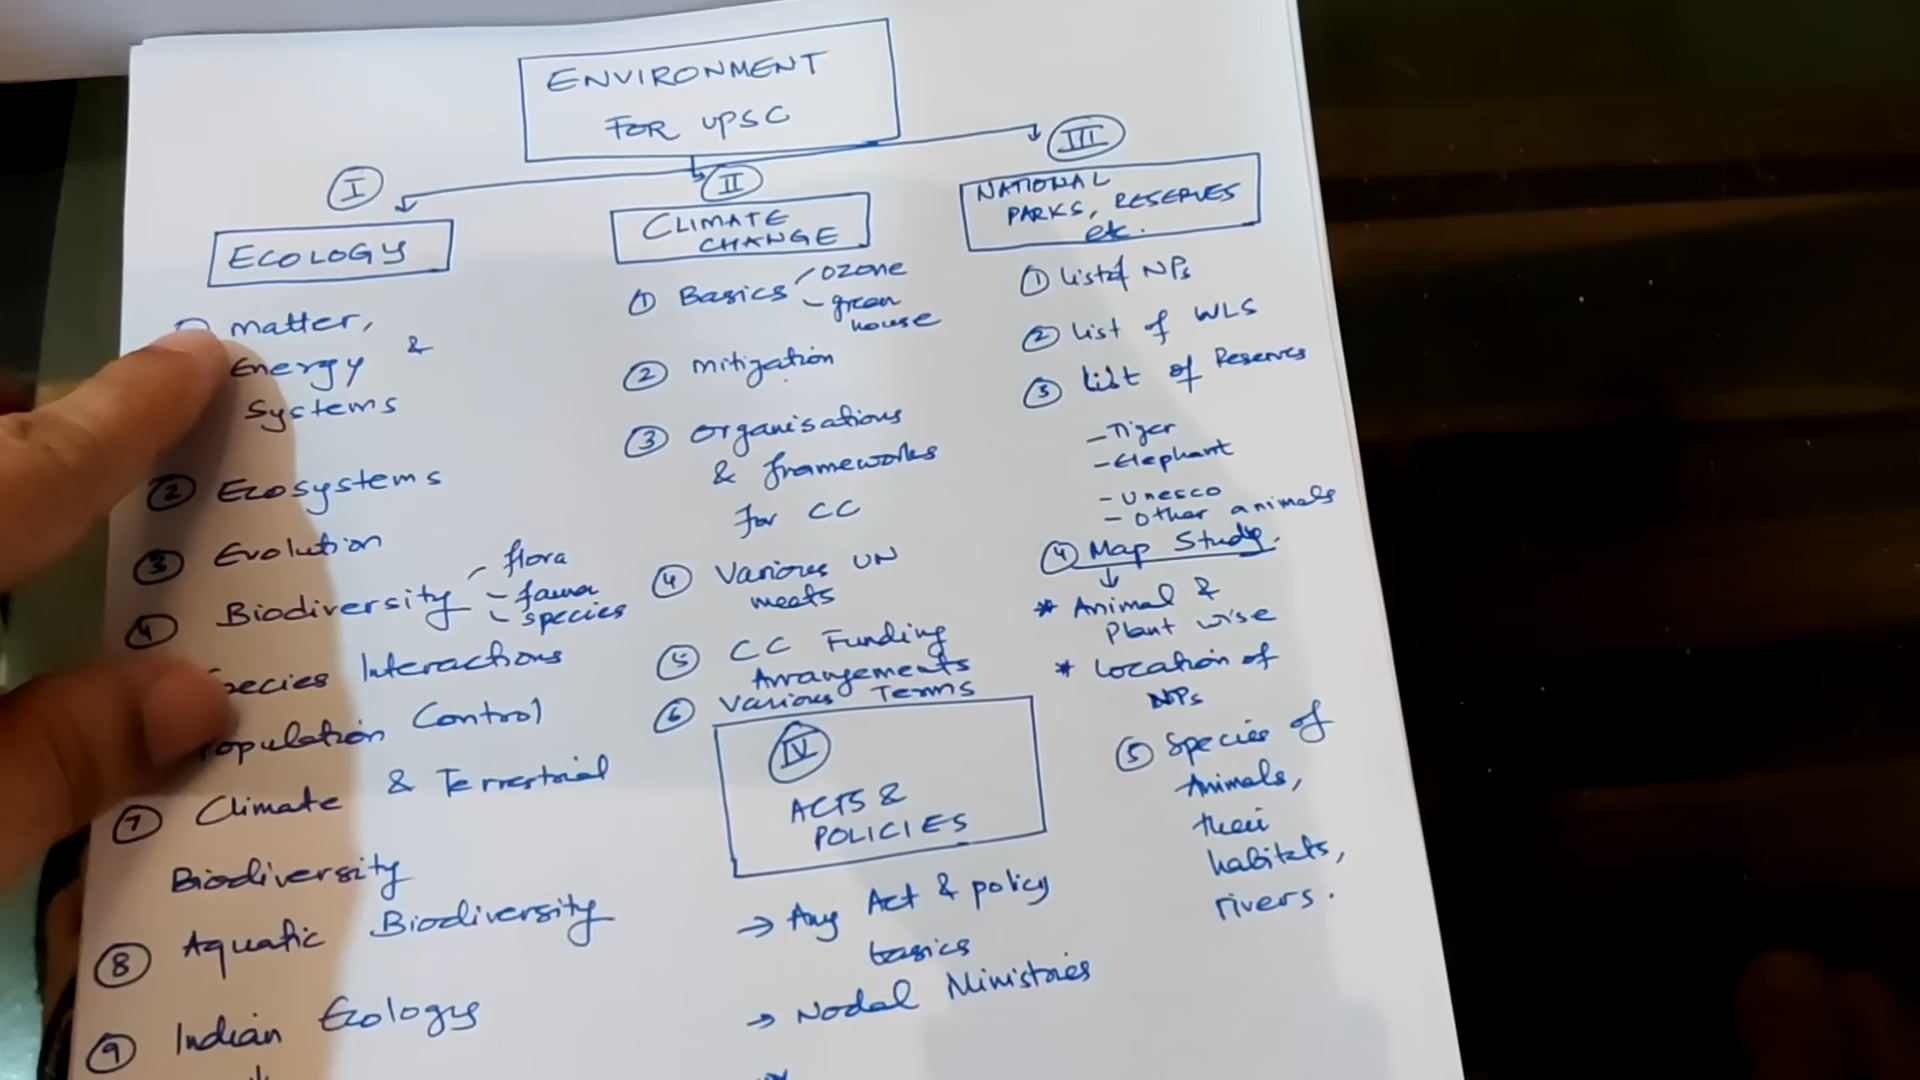 ENVIRONMENT
FOR UPSC
I
ECOLOGY
matter,
Energy &
Systems
2 Ecosystems
3 Evolution
4 Biodiversity - flora
- fauna
- species
Species Interactions
Population Control
7 Climate & Terrestrial
Biodiversity
8 Aquatic Biodiversity
9 Indian Ecology
II
CLIMATE
CHANGE
1 Basics - ozone
- green
house
2 Mitigation
3 Organisations
& frameworks
for CC
4 Various UN
meets
5 CC Funding
Arrangements
6 Various Terms
IV
ACTS &
POLICIES
→ Any Act & policy
basics
→ Nodal Ministries
III
NATIONAL
PARKS, RESERVES
etc.
1 List of NPs
2 List of WLS
3 List of Reserves
- Tiger
- Elephant
- Unesco
- Other animals
4 Map Study.
↓
* Animal &
Plant wise
* Location of
NPs
5 Species of
Animals,
their
habitats,
rivers.